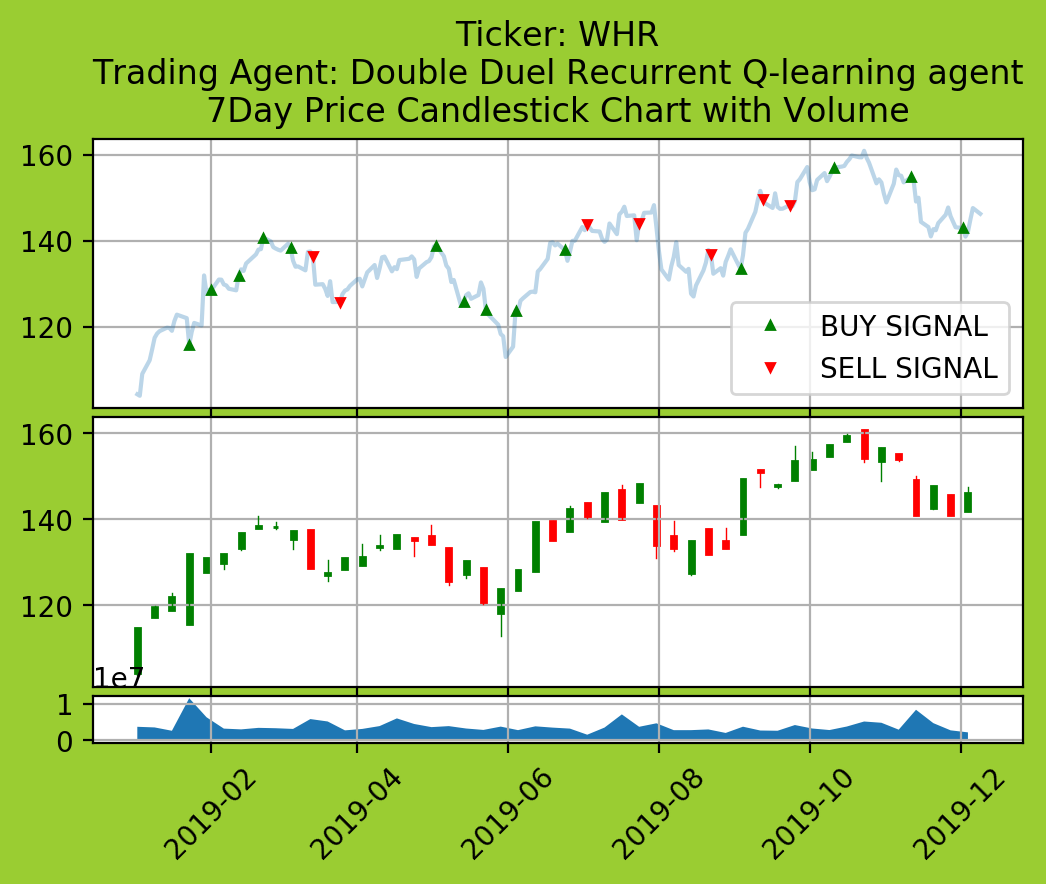 Ticker: WHR
Trading Agent: Double Duel Recurrent Q-learning agent
7Day Price Candlestick Chart with Volume
160
140
120
BUY SIGNAL
SELL SIGNAL
160
140
120
1e7
1
0
2019-02
2019-04
2019-06
2019-08
2019-10
2019-12